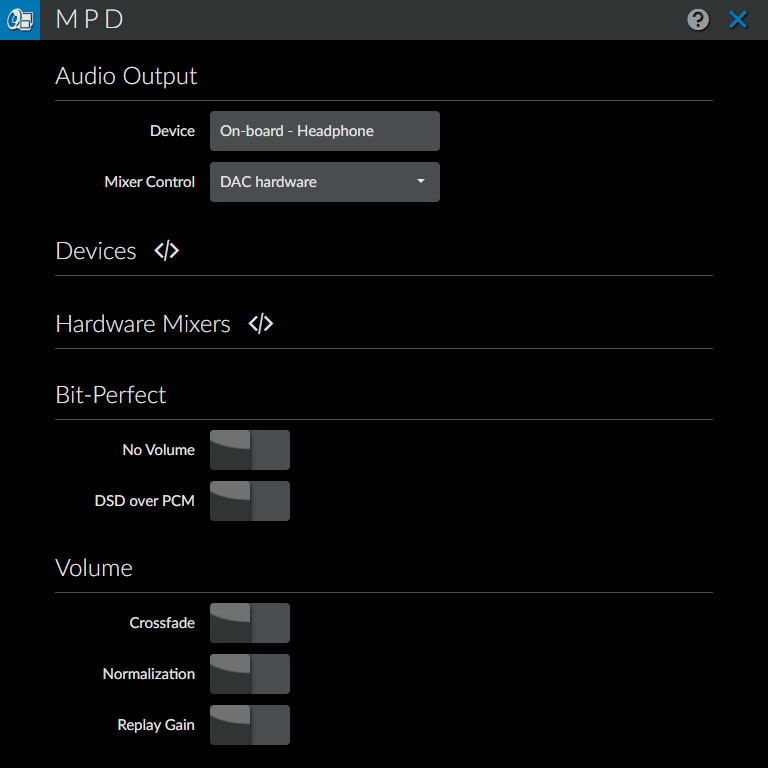 MPD
Audio Output
Device On-board - Headphone
Mixer Control DAC hardware
Devices </>
Hardware Mixers </>
Bit-Perfect
No Volume
DSD over PCM
Volume
Crossfade
Normalization
Replay Gain